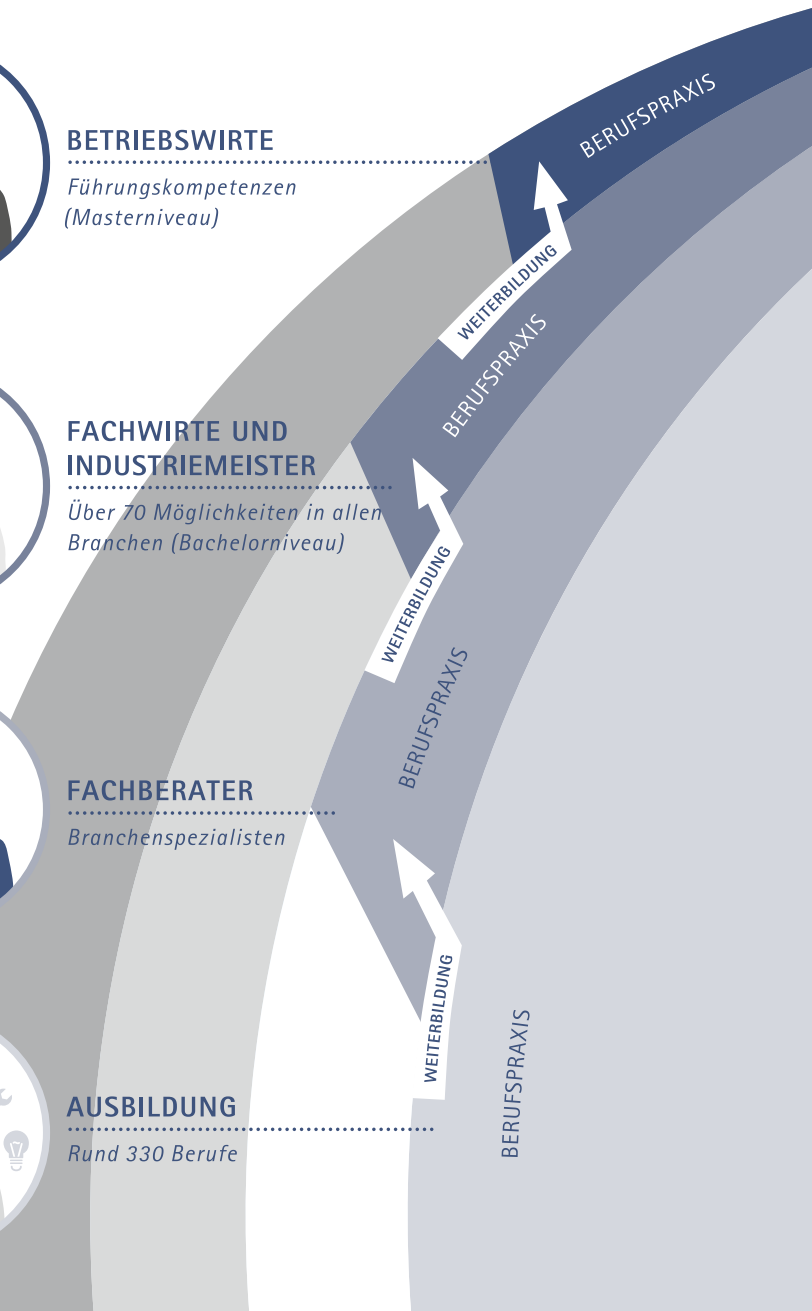 BERUFSPRAXIS
BETRIEBSWIRTE
Führungskompetenzen
(Masterniveau)
WEITERBILDUNG
BERUFSPRAXIS
FACHWIRTE UND
INDUSTRIEMEISTER
Über 70 Möglichkeiten in allen
Branchen (Bachelorniveau)
WEITERBILDUNG
BERUFSPRAXIS
FACHBERATER
Branchenspezialisten
WEITERBILDUNG
BERUFSPRAXIS
AUSBILDUNG
Rund 330 Berufe